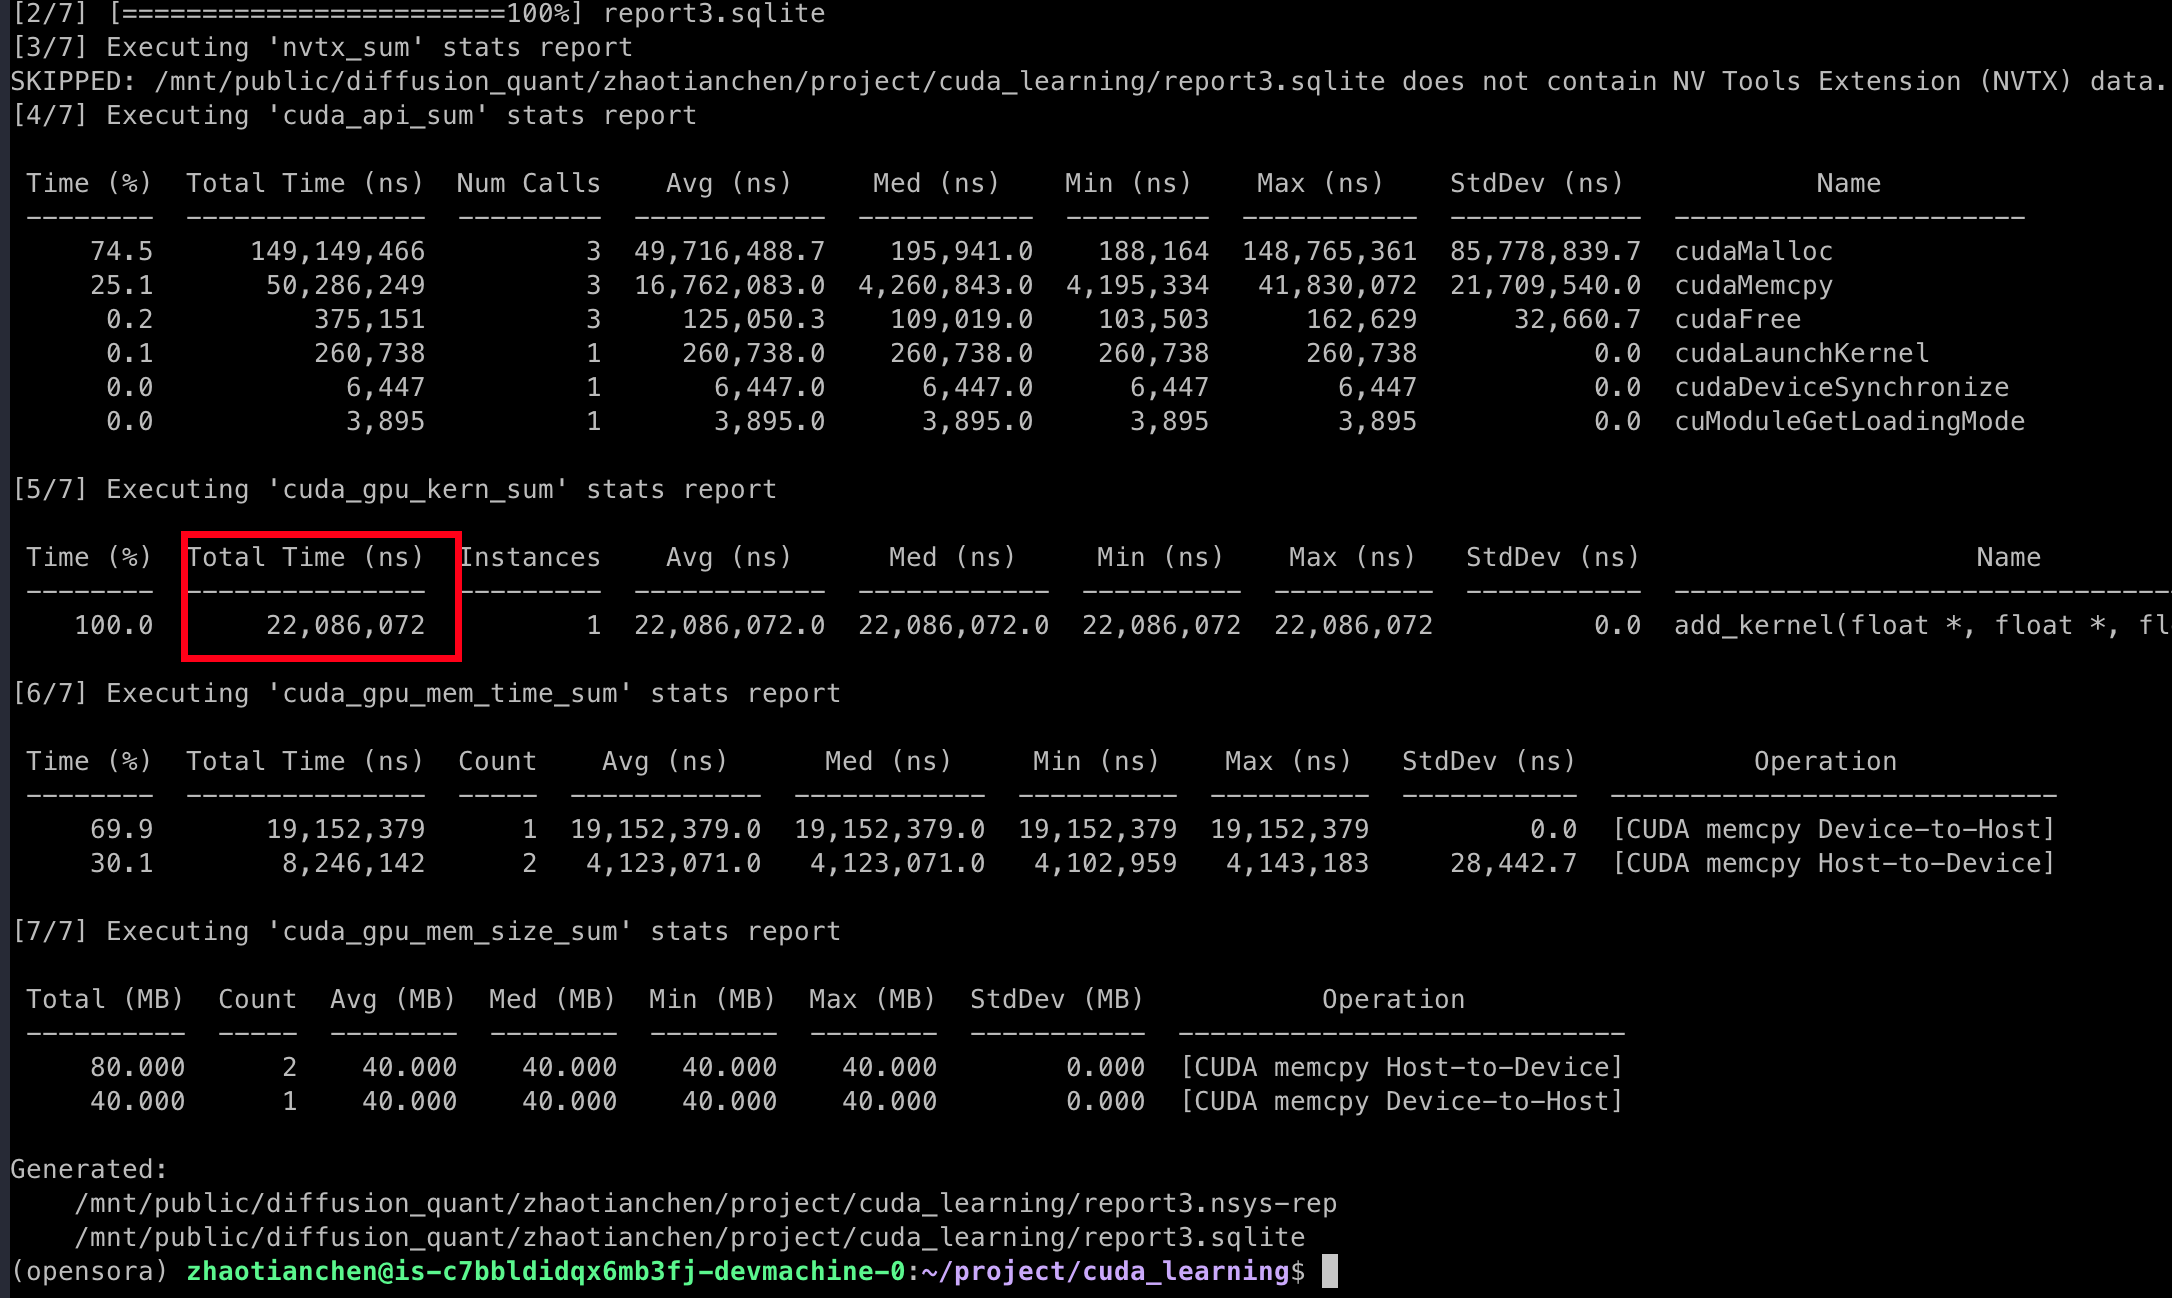 [2/7] [========================100%] report3.sqlite
[3/7] Executing 'nvtx_sum' stats report
SKIPPED: /mnt/public/diffusion_quant/zhaotianchen/project/cuda_learning/report3.sqlite does not contain NV Tools Extension (NVTX) data.
[4/7] Executing 'cuda_api_sum' stats report
Time (%)  Total Time (ns)  Num Calls    Avg (ns)     Med (ns)    Min (ns)    Max (ns)    StdDev (ns)            Name
--------  ---------------  ---------  ------------  -----------  ---------  -----------  ------------  ----------------------
74.5      149,149,466          3  49,716,488.7    195,941.0    188,164  148,765,361  85,778,839.7  cudaMalloc
25.1       50,286,249          3  16,762,083.0  4,260,843.0  4,195,334   41,830,072  21,709,540.0  cudaMemcpy
0.2          375,151          3     125,050.3    109,019.0    103,503      162,629      32,660.7  cudaFree
0.1          260,738          1     260,738.0    260,738.0    260,738      260,738           0.0  cudaLaunchKernel
0.0            6,447          1       6,447.0      6,447.0      6,447        6,447           0.0  cudaDeviceSynchronize
0.0            3,895          1       3,895.0      3,895.0      3,895        3,895           0.0  cuModuleGetLoadingMode
[5/7] Executing 'cuda_gpu_kern_sum' stats report
Time (%)  Total Time (ns)  Instances    Avg (ns)      Med (ns)     Min (ns)    Max (ns)   StdDev (ns)                     Name
--------  ---------------  ---------  ------------  ------------  ----------  ----------  -----------  -------------------------------
100.0       22,086,072          1  22,086,072.0  22,086,072.0  22,086,072  22,086,072          0.0  add_kernel(float *, float *, fl
[6/7] Executing 'cuda_gpu_mem_time_sum' stats report
Time (%)  Total Time (ns)  Count    Avg (ns)      Med (ns)     Min (ns)    Max (ns)   StdDev (ns)           Operation
--------  ---------------  -----  ------------  ------------  ----------  ----------  -----------  ----------------------------
69.9       19,152,379      1  19,152,379.0  19,152,379.0  19,152,379  19,152,379          0.0  [CUDA memcpy Device-to-Host]
30.1        8,246,142      2   4,123,071.0   4,123,071.0   4,102,959   4,143,183     28,442.7  [CUDA memcpy Host-to-Device]
[7/7] Executing 'cuda_gpu_mem_size_sum' stats report
Total (MB)  Count  Avg (MB)  Med (MB)  Min (MB)  Max (MB)  StdDev (MB)           Operation
----------  -----  --------  --------  --------  --------  -----------  ----------------------------
80.000      2    40.000    40.000    40.000    40.000        0.000  [CUDA memcpy Host-to-Device]
40.000      1    40.000    40.000    40.000    40.000        0.000  [CUDA memcpy Device-to-Host]
Generated:
/mnt/public/diffusion_quant/zhaotianchen/project/cuda_learning/report3.nsys-rep
/mnt/public/diffusion_quant/zhaotianchen/project/cuda_learning/report3.sqlite
(opensora) zhaotianchen@is-c7bbldidqx6mb3fj-devmachine-0:~/project/cuda_learning$